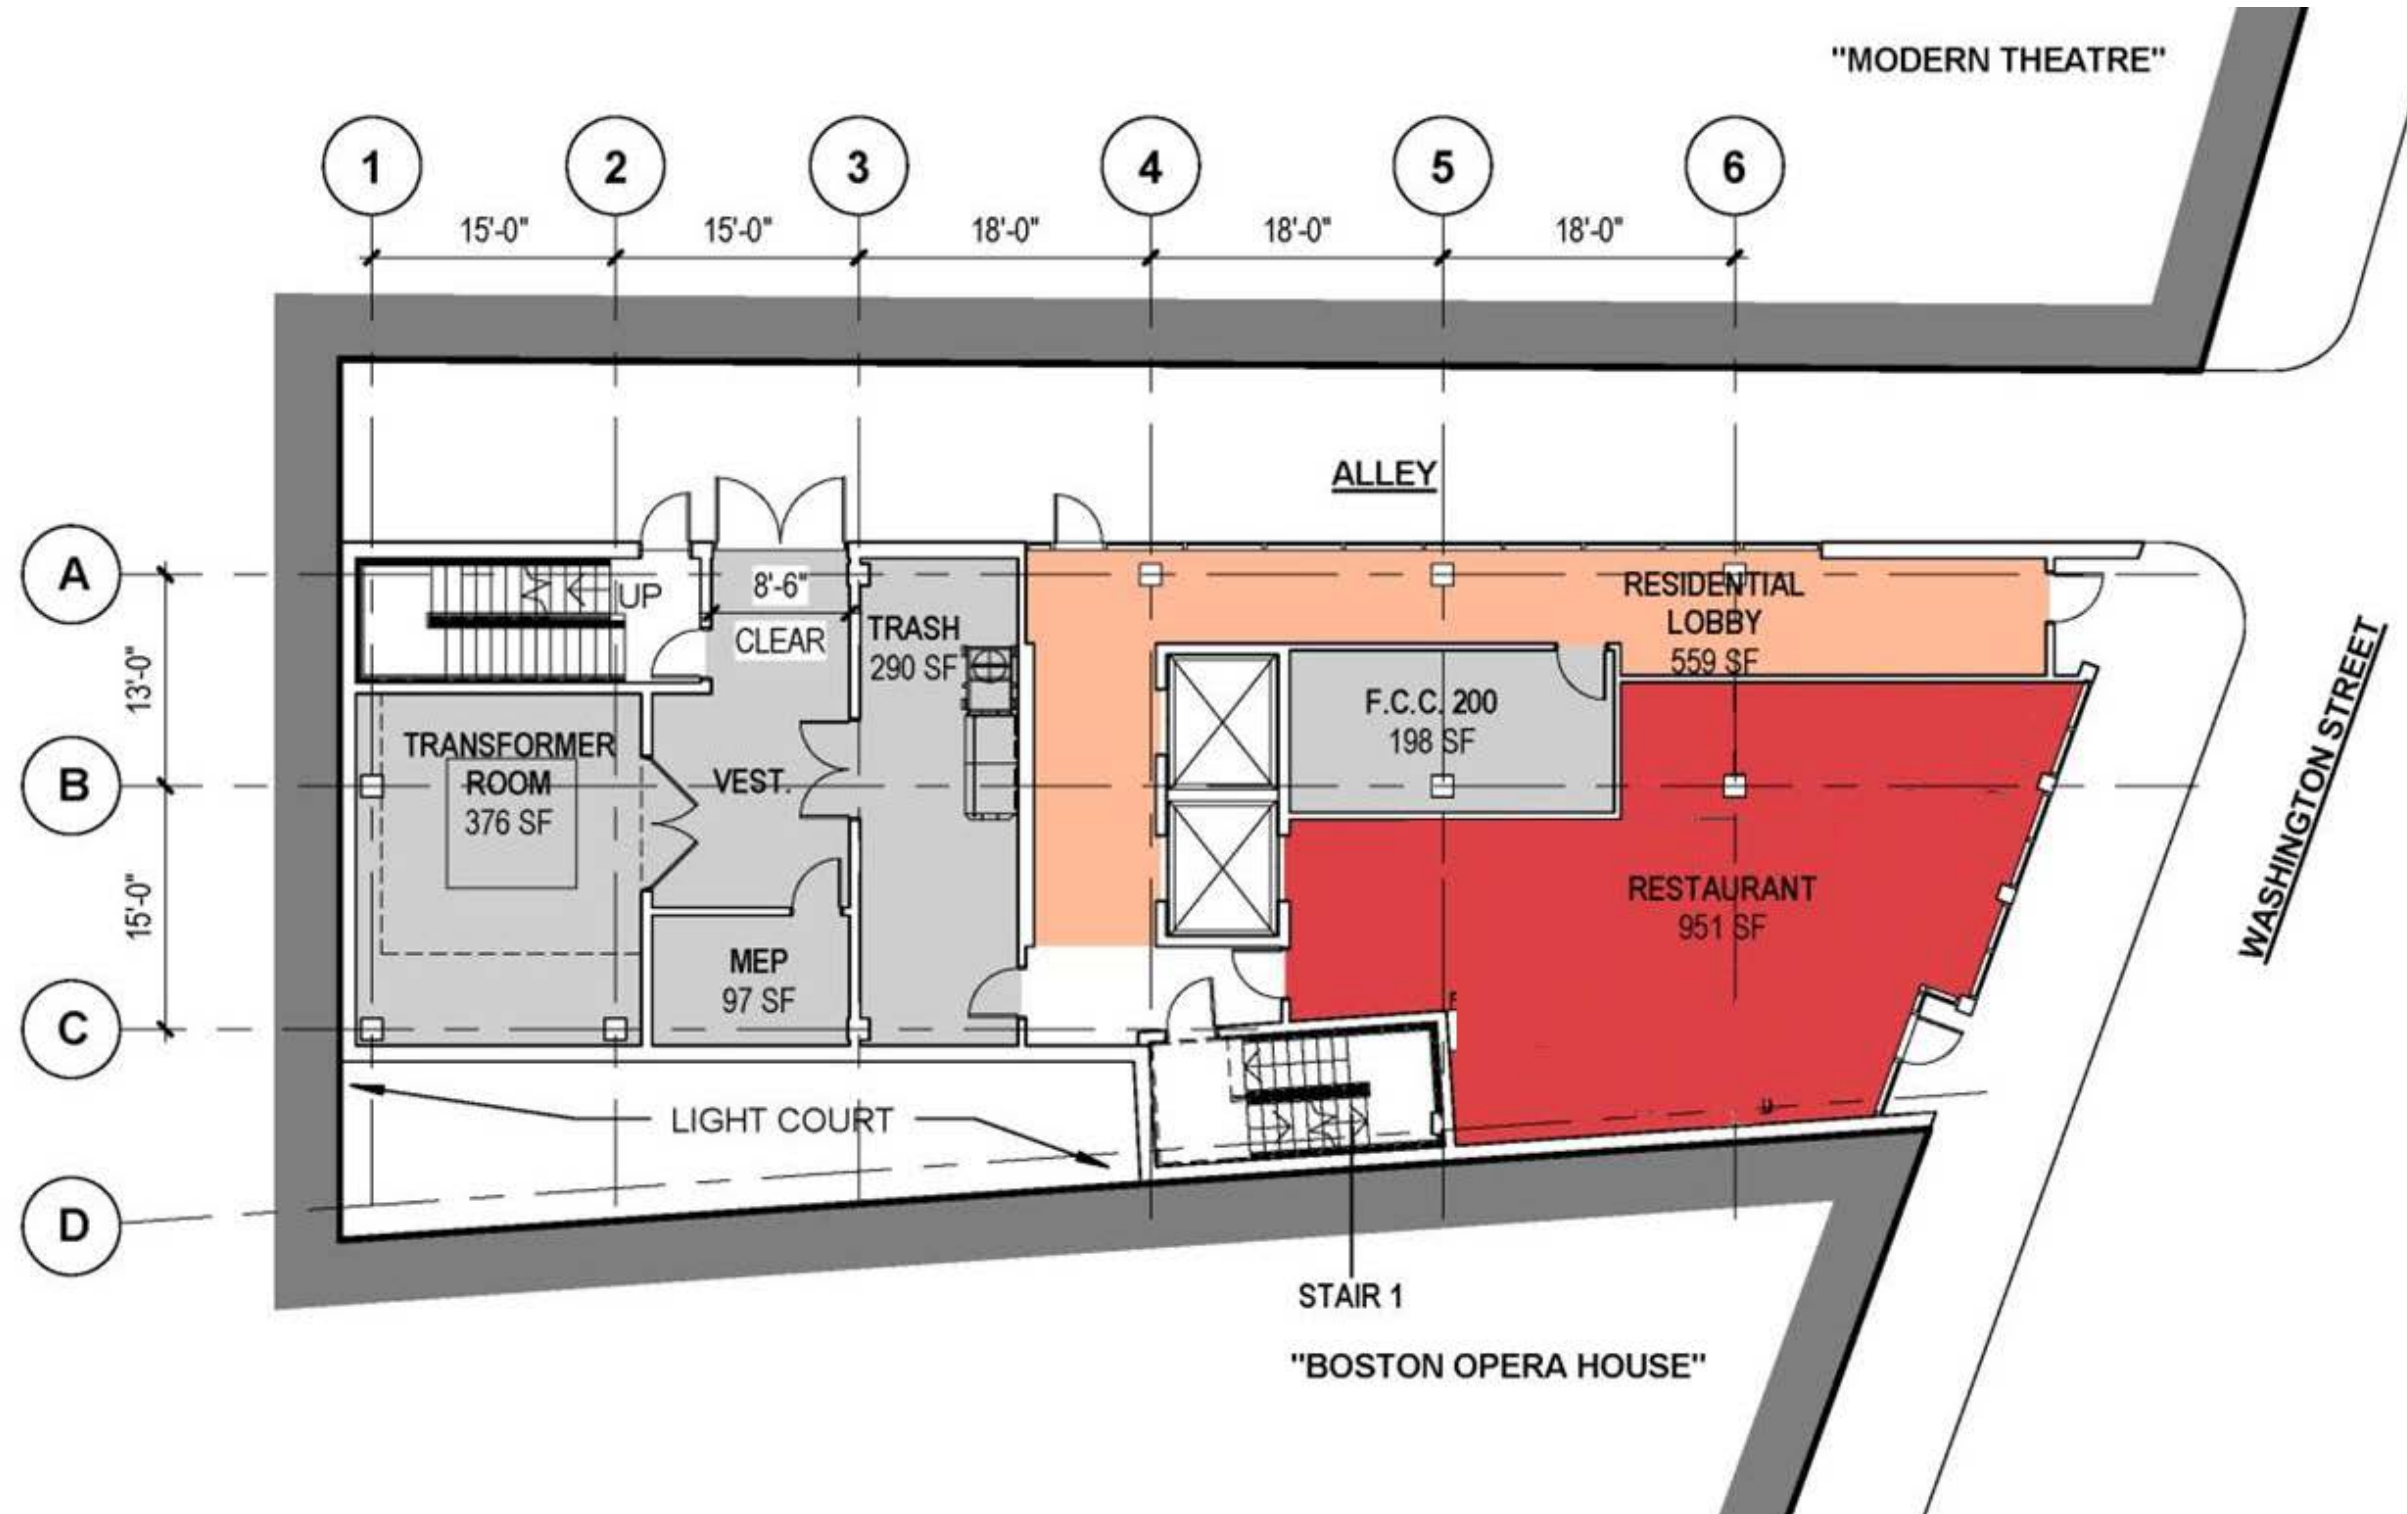 "MODERN THEATRE"
1
2
3
4
5
6
15'-0"
15'-0"
18'-0"
18'-0"
18'-0"
ALLEY
A
B
C
D
13'-0"
15'-0"
UP
8'-6"
CLEAR
TRASH
290 SF
RESIDENTIAL
LOBBY
559 SF
F.C.C. 200
198 SF
TRANSFORMER
ROOM
376 SF
VEST.
MEP
97 SF
RESTAURANT
951 SF
WASHINGTON STREET
LIGHT COURT
STAIR 1
"BOSTON OPERA HOUSE"